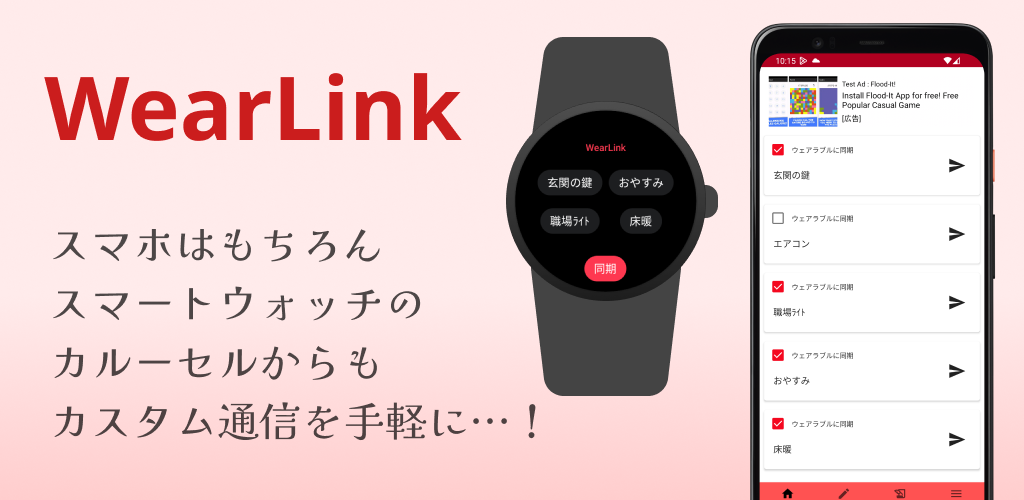 WearLink
スマホはもちろん
スマートウォッチの
カルーセルからも
カスタム通信を手軽に…！
WearLink
玄関の鍵
おやすみ
職場ﾗｲﾄ
床暖
同期
10:15
Test Ad : Flood-It!
Install Flood-It App for free! Free
Popular Casual Game
[広告]
ウェアラブルに同期
玄関の鍵
ウェアラブルに同期
エアコン
ウェアラブルに同期
職場ﾗｲﾄ
ウェアラブルに同期
おやすみ
ウェアラブルに同期
床暖